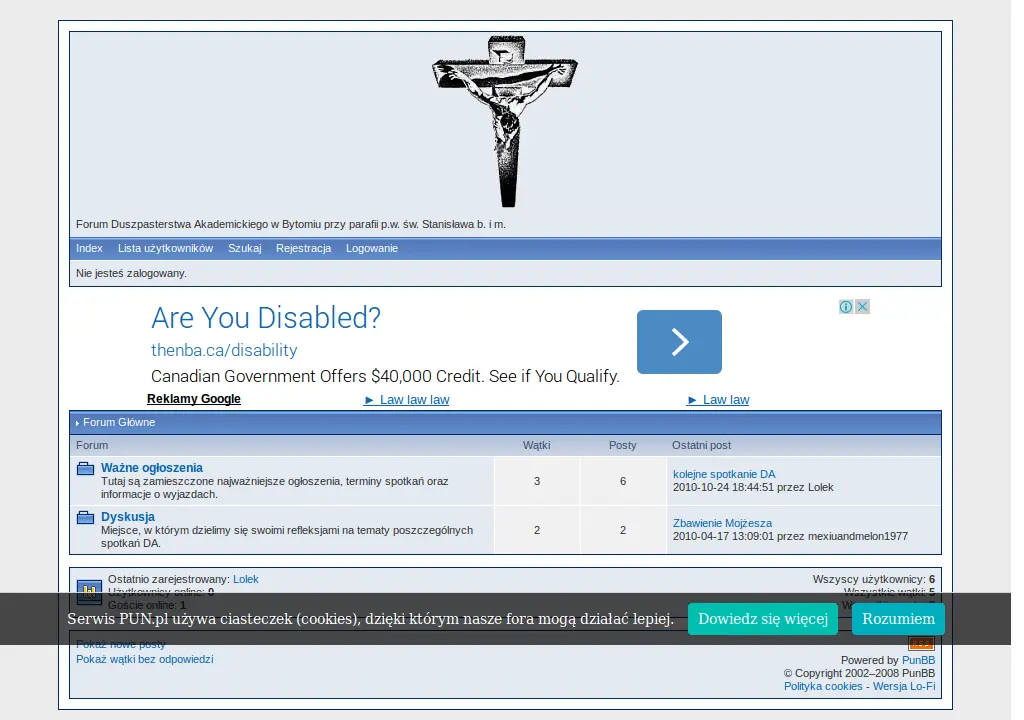 Forum Duszpasterstwa Akademickiego w Bytomiu przy parafii p.w. św. Stanisława b. i m.
Index Lista użytkowników Szukaj Rejestracja Logowanie
Nie jesteś zalogowany.
Are You Disabled?
thenba.ca/disability
Canadian Government Offers $40,000 Credit. See if You Qualify.
Reklamy Google ► Law law law ► Law law
Forum Główne
Forum Wątki Posty Ostatni post
Ważne ogłoszenia
Tutaj są zamieszczone najważniejsze ogłoszenia, terminy spotkań oraz
informacje o wyjazdach.
3 6
kolejne spotkanie DA
2010-10-24 18:44:51 przez Lolek
Dyskusja
Miejsce, w którym dzielimy się swoimi refleksjami na tematy poszczególnych
spotkań DA.
2 2
Zbawienie Mojżesza
2010-04-17 13:09:01 przez mexiuandmelon1977
Ostatnio zarejestrowany: Lolek
Użytkownicy online: 0
Goście online: 1
Wszyscy użytkownicy: 6
Wszystkie wątki: 5
Serwis PUN.pl używa ciasteczek (cookies), dzięki którym nasze fora mogą działać lepiej. Dowiedz się więcej Rozumiem
Pokaż nowe posty
Pokaż wątki bez odpowiedzi
RSS
Powered by PunBB
© Copyright 2002–2008 PunBB
Polityka cookies - Wersja Lo-Fi